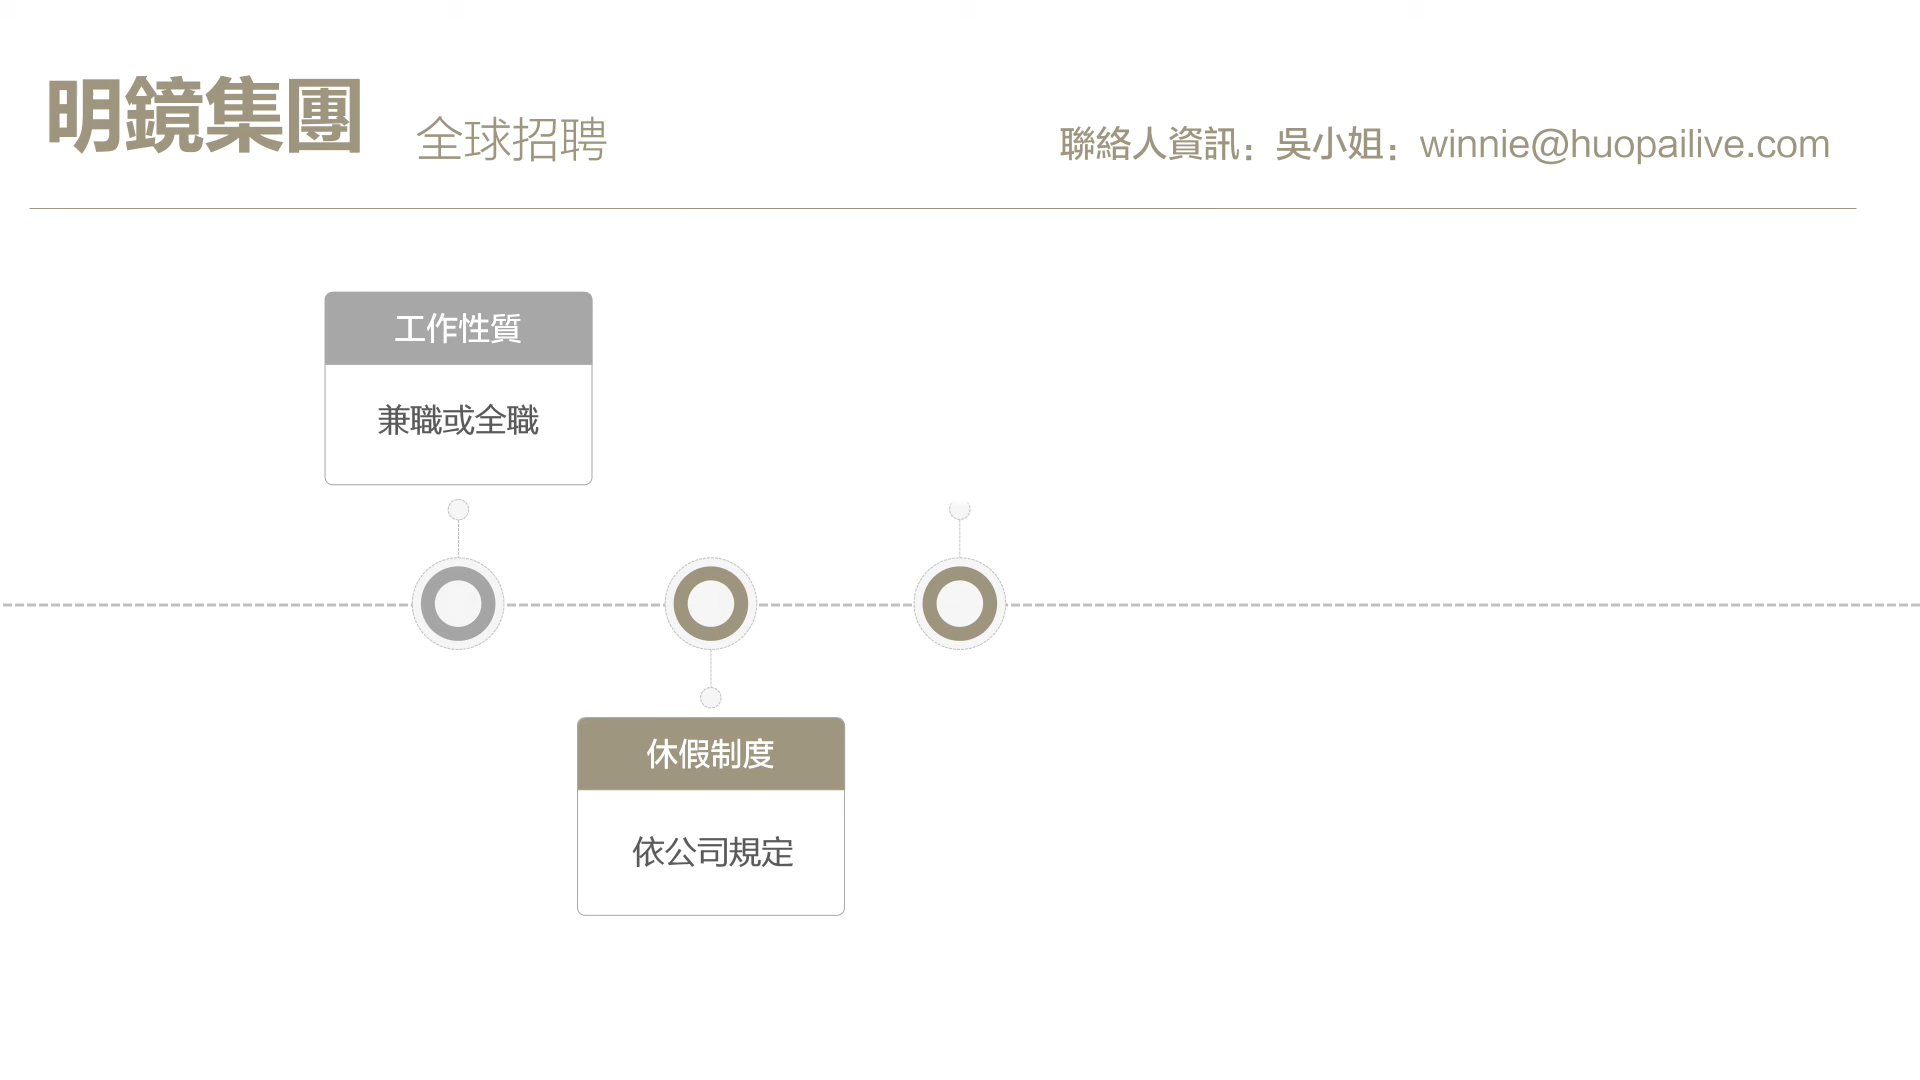 明鏡集團
全球招聘
聯絡人資訊：吳小姐：winnie@huopailive.com
工作性質
兼職或全職
休假制度
依公司規定